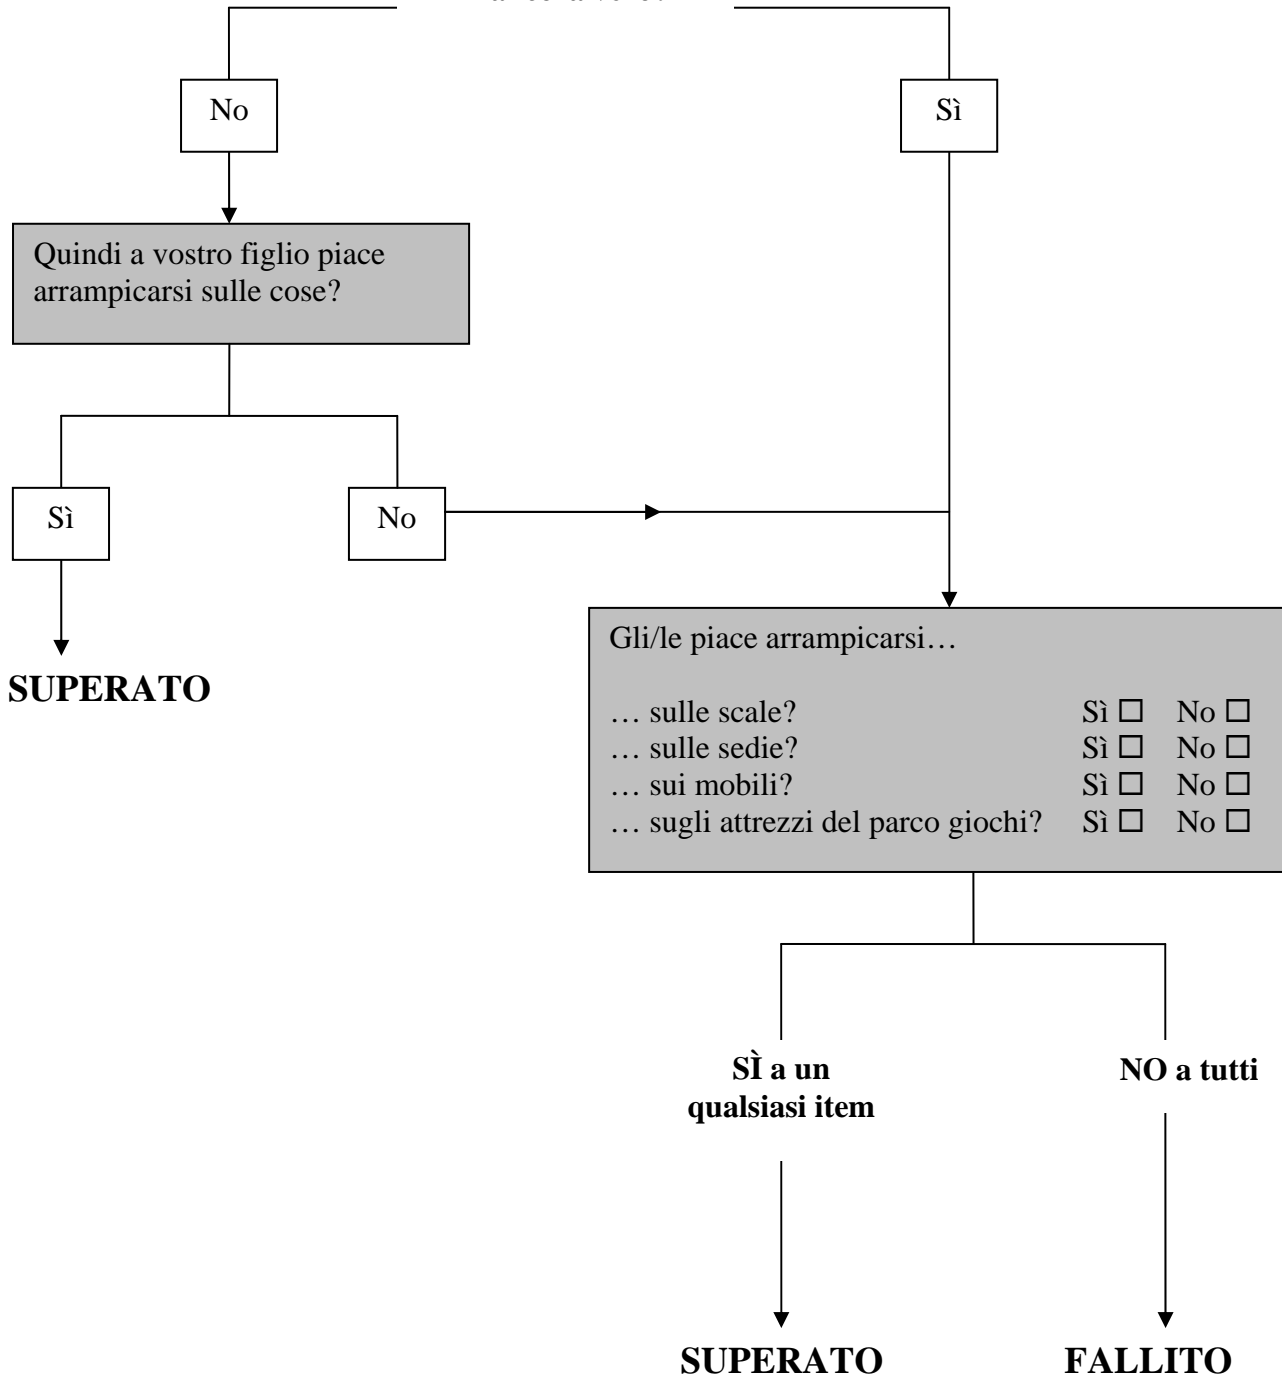 No
Sì
Quindi a vostro figlio piace
arrampicarsi sulle cose?
Sì
No
SUPERATO
Gli/le piace arrampicarsi…
… sulle scale? Sì ☐ No ☐
… sulle sedie? Sì ☐ No ☐
… sui mobili? Sì ☐ No ☐
… sugli attrezzi del parco giochi? Sì ☐ No ☐
SÌ a un
qualsiasi item
NO a tutti
SUPERATO
FALLITO